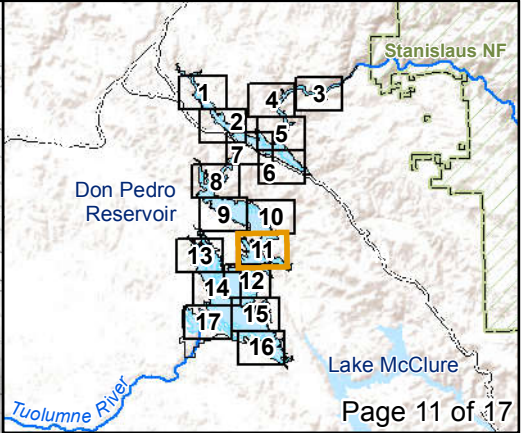 Stanislaus NF
1
4
3
2
5
7
6
8
Don Pedro
Reservoir
9
10
11
13
12
14
15
17
16
Lake McClure
Tuolumne River
Page 11 of 17